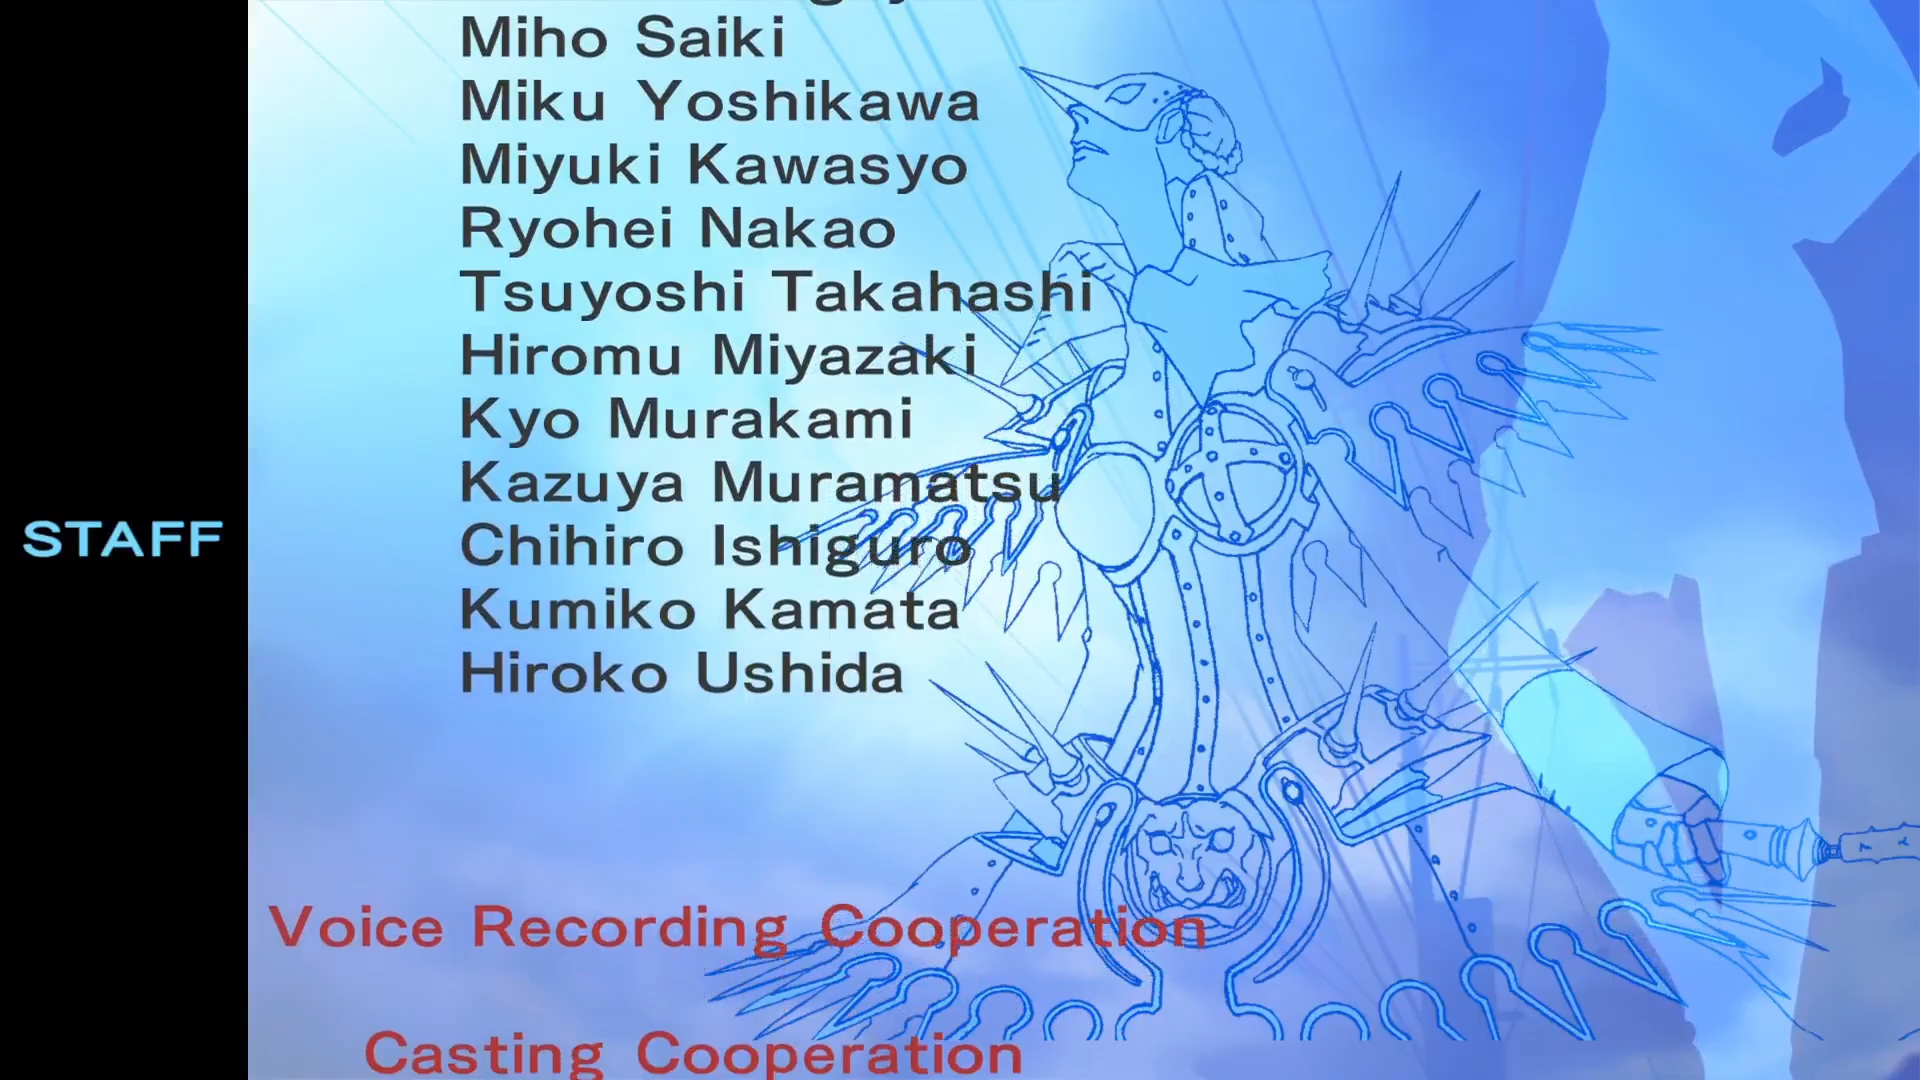 Miho Saiki
Miku Yoshikawa
Miyuki Kawasyo
Ryohei Nakao
Tsuyoshi Takahashi
Hiromu Miyazaki
Kyo Murakami
Kazuya Muramatsu
STAFF
Chihiro Ishiguro
Kumiko Kamata
Hiroko Ushida
Voice Recording Cooperation
Casting Cooperation